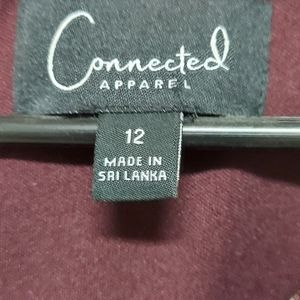 Connected
APPAREL
12
MADE IN
SRI LANKA